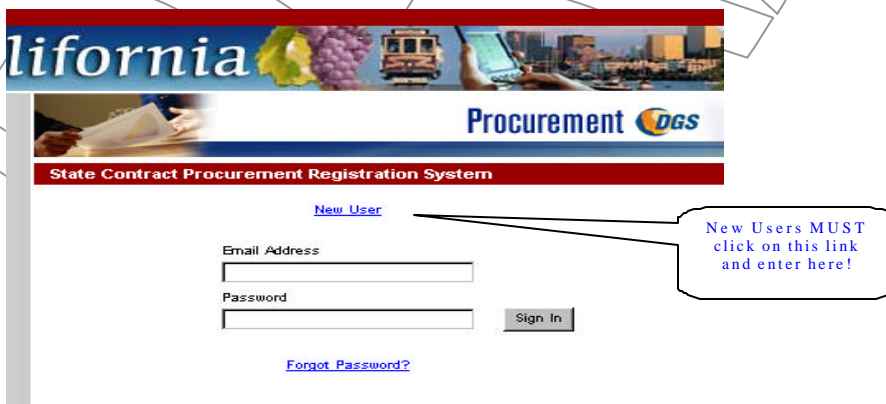 lifornia
Procurement DGS
State Contract Procurement Registration System
New User
New Users MUST
click on this link
and enter here!
Email Address
Password
Sign In
Forgot Password?